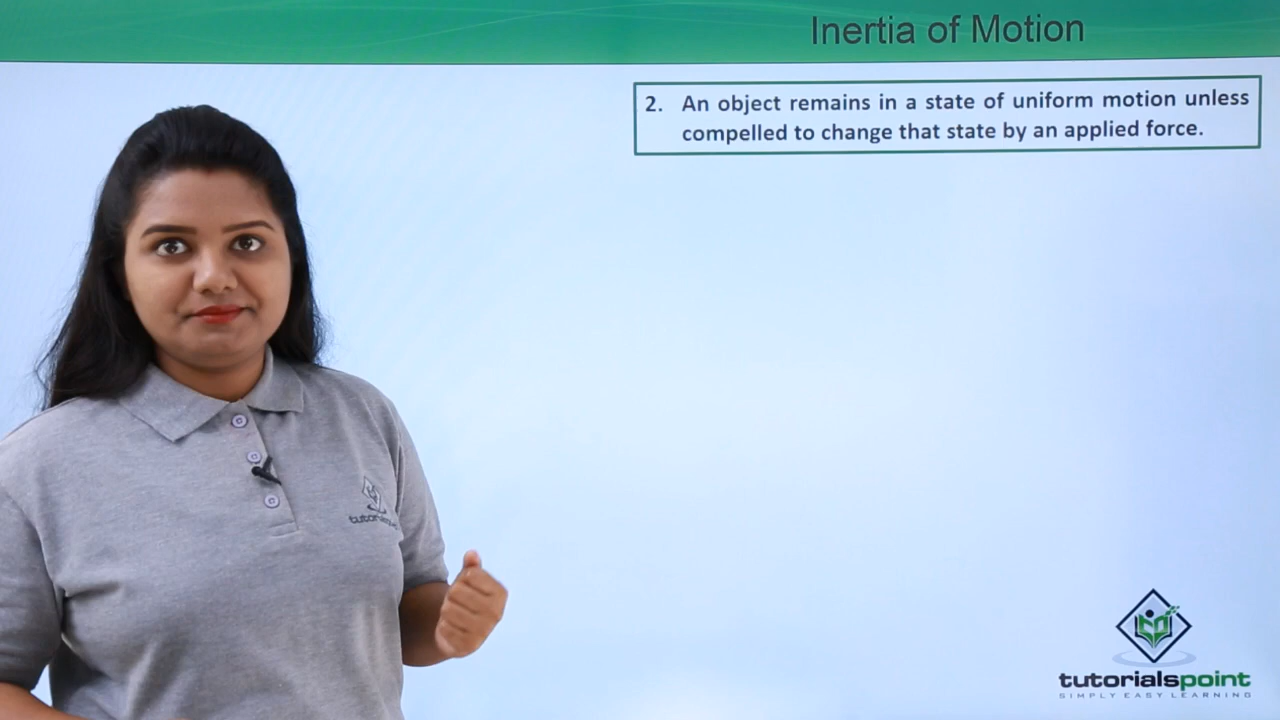 Inertia of Motion
2. An object remains in a state of uniform motion unless
compelled to change that state by an applied force.
tutorialspoint
SIMPLY EASY LEARNING